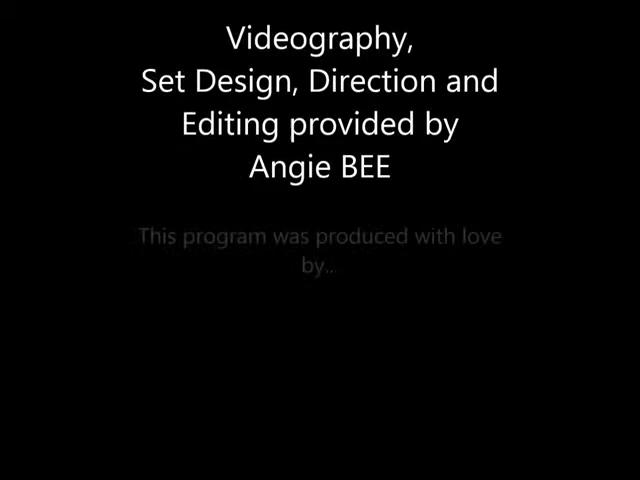 Videography,
Set Design, Direction and
Editing provided by
Angie BEE
This program was produced with love
by..